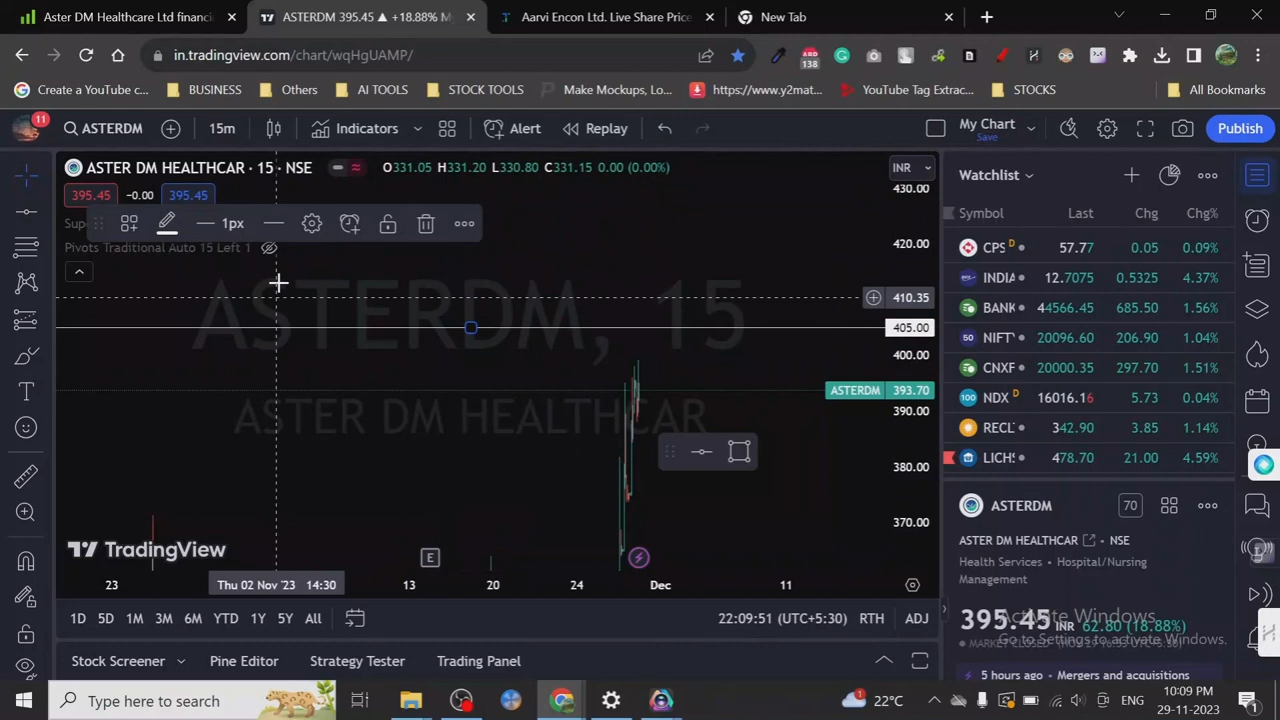 Aster DM Healthcare Ltd financi
ASTERDM 395.45 ▲ +18.88% M
Aarvi Encon Ltd. Live Share Price
New Tab
in.tradingview.com/chart/wqHgUAMP/
138
Create a YouTube c...
BUSINESS
Others
AI TOOLS
STOCK TOOLS
Make Mockups, Lo...
https://www.y2mat...
YouTube Tag Extrac...
STOCKS
All Bookmarks
11
ASTERDM
15m
Indicators
Alert
Replay
My Chart
Save
Publish
ASTER DM HEALTHCAR · 15 · NSE
O331.05 H331.20 L330.80 C331.15 0.00 (0.00%)
INR
395.45 −0.00 395.45
Sup
1px
Pivots Traditional Auto 15 Left 1
ASTERDM, 15
ASTER DM HEALTHCAR
430.00
420.00
410.35
405.00
400.00
ASTERDM 393.70
390.00
380.00
370.00
TradingView
E
23
Thu 02 Nov '23 14:30
13
20
24
Dec
11
1D 5D 1M 3M 6M YTD 1Y 5Y All
22:09:51 (UTC+5:30)
RTH
ADJ
Stock Screener
Pine Editor
Strategy Tester
Trading Panel
Watchlist
Symbol Last Chg Chg%
CPS D 57.77 0.05 0.09%
INDIA 12.7075 0.5325 4.37%
BANK 44566.45 685.50 1.56%
NIFT 20096.60 206.90 1.04%
CNXF 20000.35 297.70 1.51%
NDX D 16016.16 5.73 0.04%
RECL 342.90 3.85 1.14%
LICHS 478.70 21.00 4.59%
ASTERDM
70
ASTER DM HEALTHCAR · NSE
Health Services · Hospital/Nursing
Management
395.45 INR 62.80 (18.88%)
Activate Windows
Go to Settings to activate Windows.
MARKET CLOSED
5 hours ago · Mergers and acquisitions
Type here to search
1
22°C
ENG
10:09 PM
29-11-2023
1